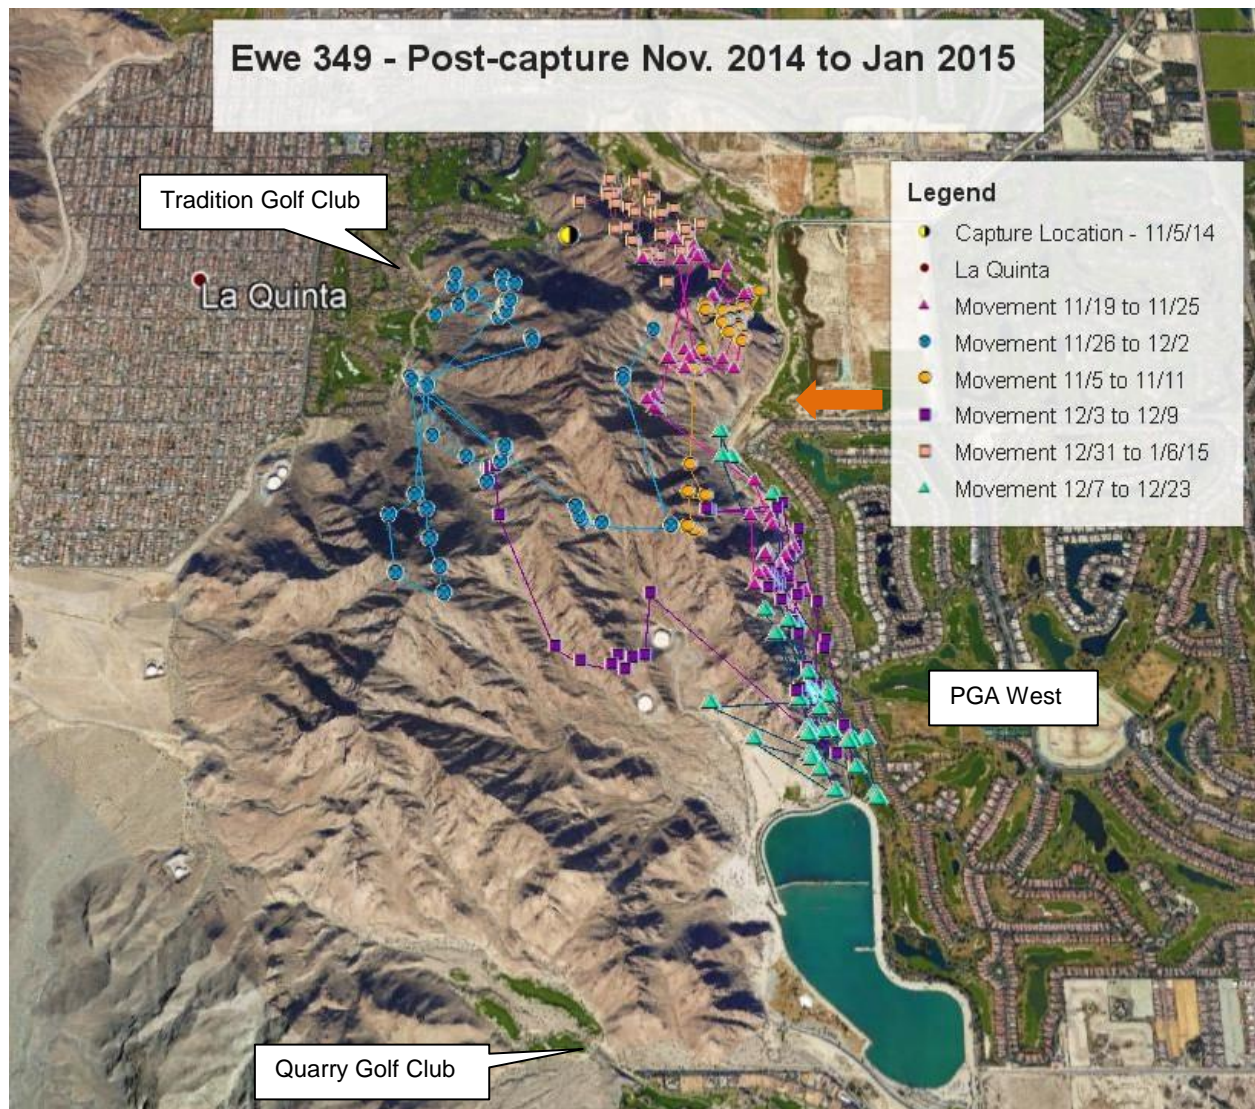 Ewe 349 - Post-capture Nov. 2014 to Jan 2015
Tradition Golf Club
La Quinta
Legend
Capture Location - 11/5/14
La Quinta
Movement 11/19 to 11/25
Movement 11/26 to 12/2
Movement 11/5 to 11/11
Movement 12/3 to 12/9
Movement 12/31 to 1/6/15
Movement 12/7 to 12/23
PGA West
Quarry Golf Club